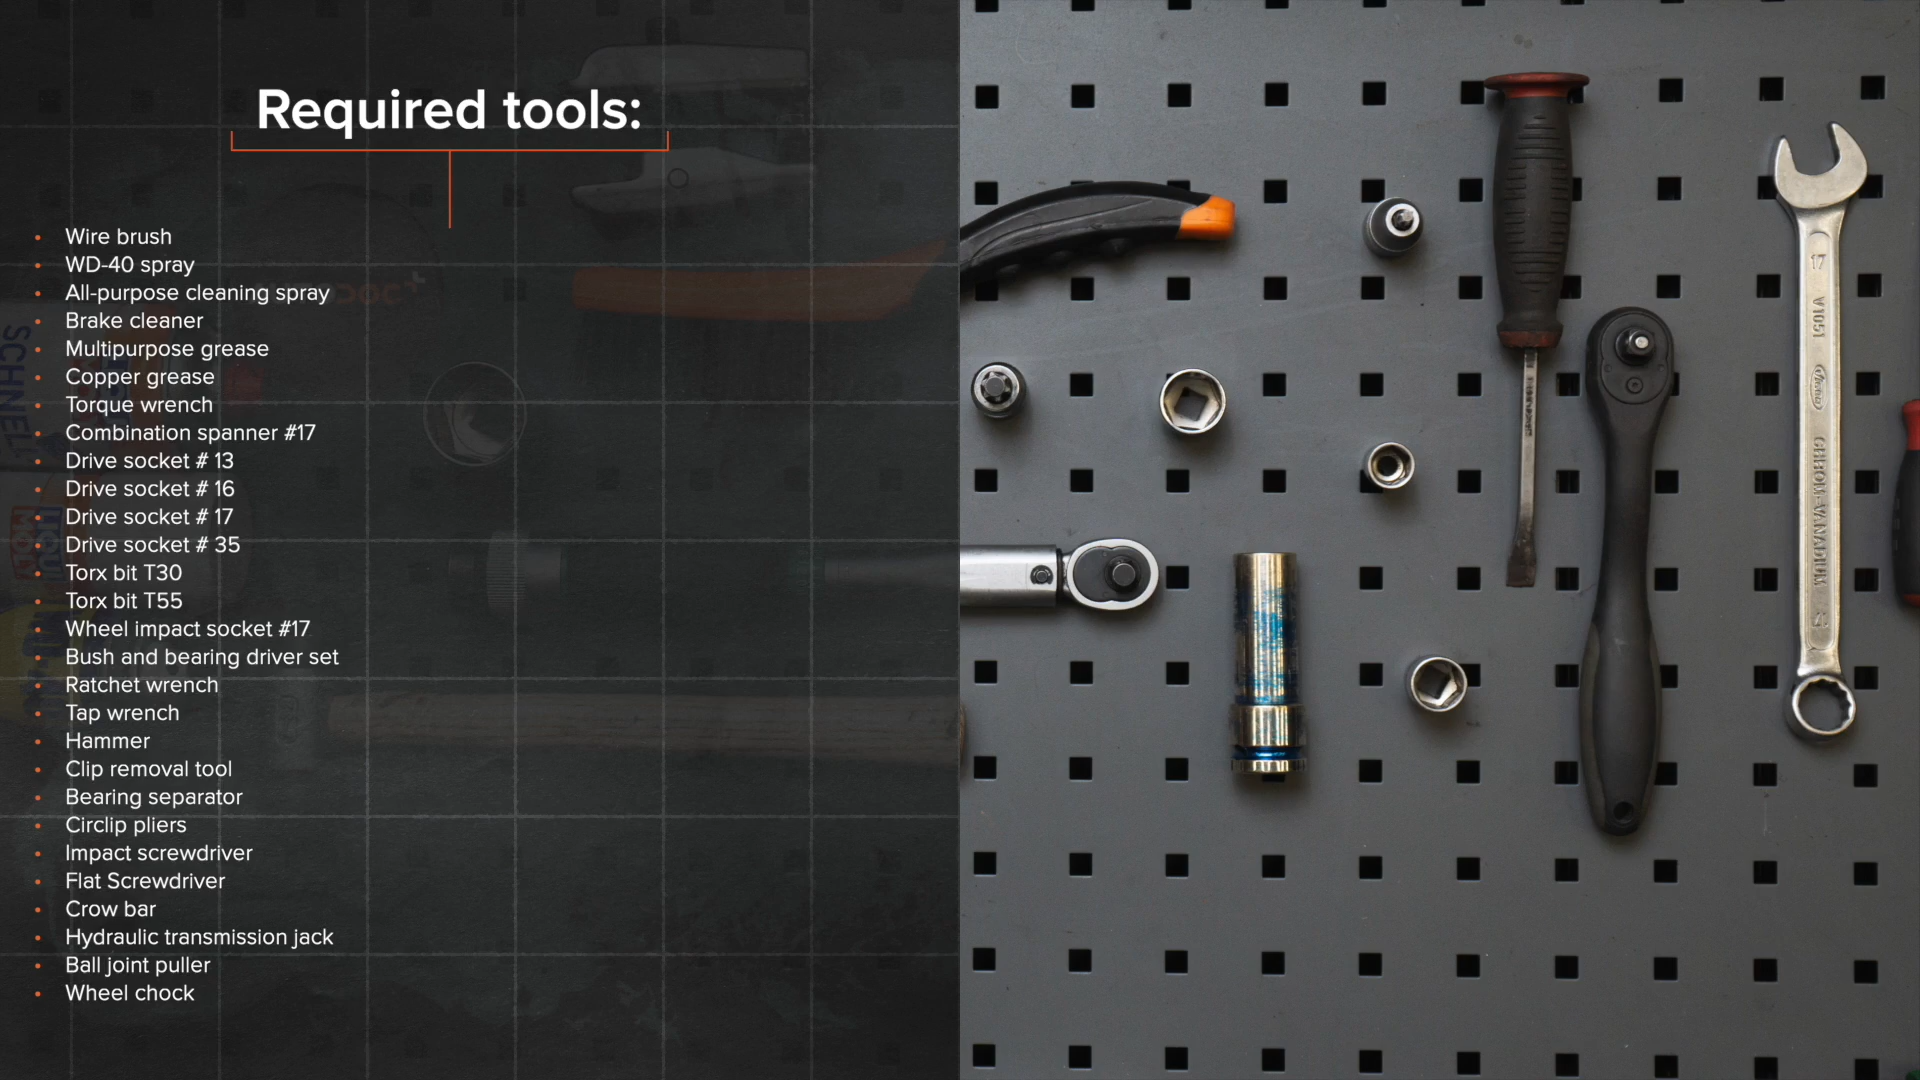 Required tools:
• Wire brush
• WD-40 spray
• All-purpose cleaning spray
• Brake cleaner
• Multipurpose grease
• Copper grease
• Torque wrench
• Combination spanner #17
• Drive socket # 13
• Drive socket # 16
• Drive socket # 17
• Drive socket # 35
• Torx bit T30
• Torx bit T55
• Wheel impact socket #17
• Bush and bearing driver set
• Ratchet wrench
• Tap wrench
• Hammer
• Clip removal tool
• Bearing separator
• Circlip pliers
• Impact screwdriver
• Flat Screwdriver
• Crow bar
• Hydraulic transmission jack
• Ball joint puller
• Wheel chock
17
CHROM-VANADIUM